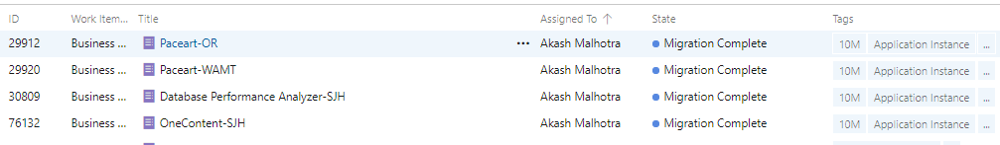 ID Work Item... Title Assigned To ↑ State Tags
29912 Business ... Paceart-OR ... Akash Malhotra Migration Complete 10M Application Instance ...
29920 Business ... Paceart-WAMT Akash Malhotra Migration Complete 10M Application Instance ...
30809 Business ... Database Performance Analyzer-SJH Akash Malhotra Migration Complete 10M Application Instance ...
76132 Business ... OneContent-SJH Akash Malhotra Migration Complete 10M Application Instance ...